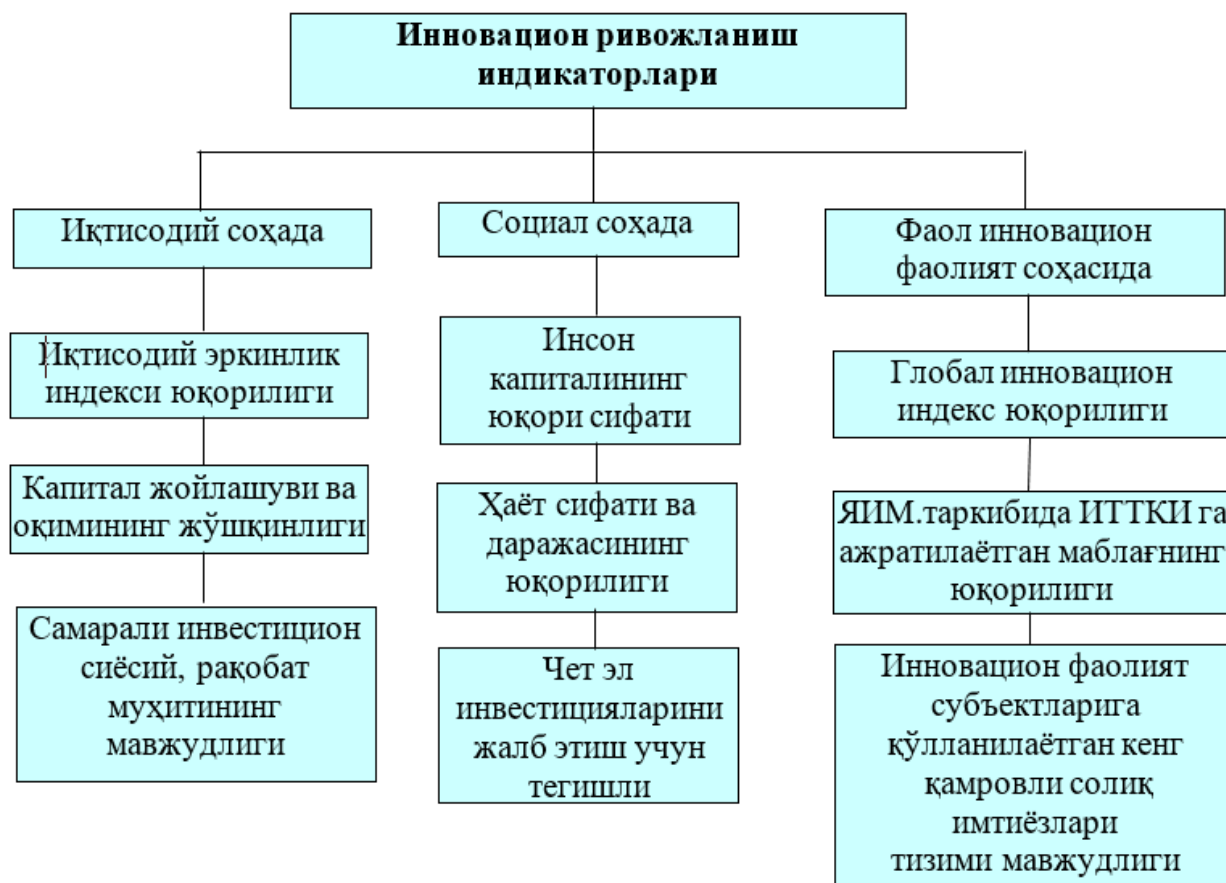 Инновацион ривожланиш
индикаторлари
Иқтисодий соҳада
Иқтисодий эркинлик
индекси юқорилиги
Капитал жойлашуви ва
оқимининг жўшқинлиги
Самарали инвестицион
сиёсий, рақобат
муҳитининг
мавжудлиги
Социал соҳада
Инсон
капиталининг
юқори сифати
Ҳаёт сифати ва
даражасининг
юқорилиги
Чет эл
инвестицияларини
жалб этиш учун
тегишли
Фаол инновацион
фаолият соҳасида
Глобал инновацион
индекс юқорилиги
ЯИМ.таркибида ИТТКИ га
ажратилаётган маблағнинг
юқорилиги
Инновацион фаолият
субъектларига
қўлланилаётган кенг
қамровли солиқ
имтиёзлари
тизими мавжудлиги